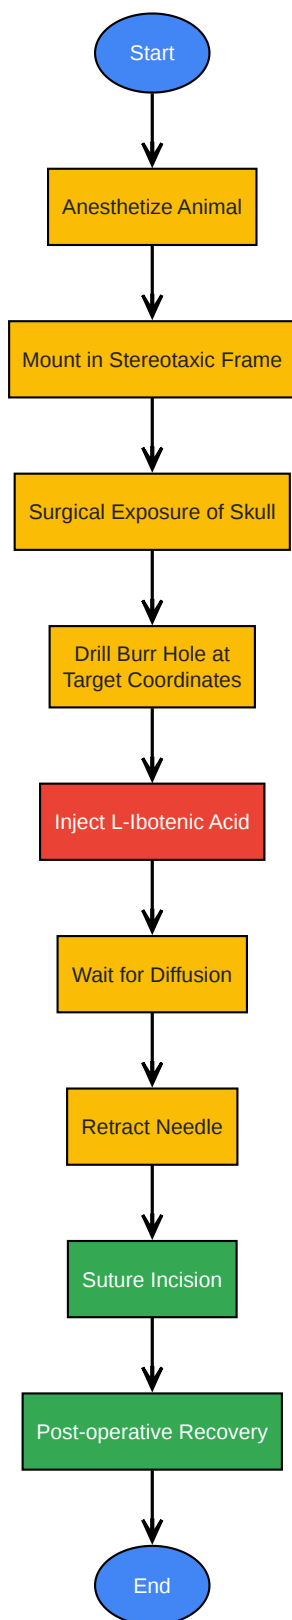 Start
Anesthetize Animal
Mount in Stereotaxic Frame
Surgical Exposure of Skull
Drill Burr Hole at
Target Coordinates
Inject L-Ibotenic Acid
Wait for Diffusion
Retract Needle
Suture Incision
Post-operative Recovery
End